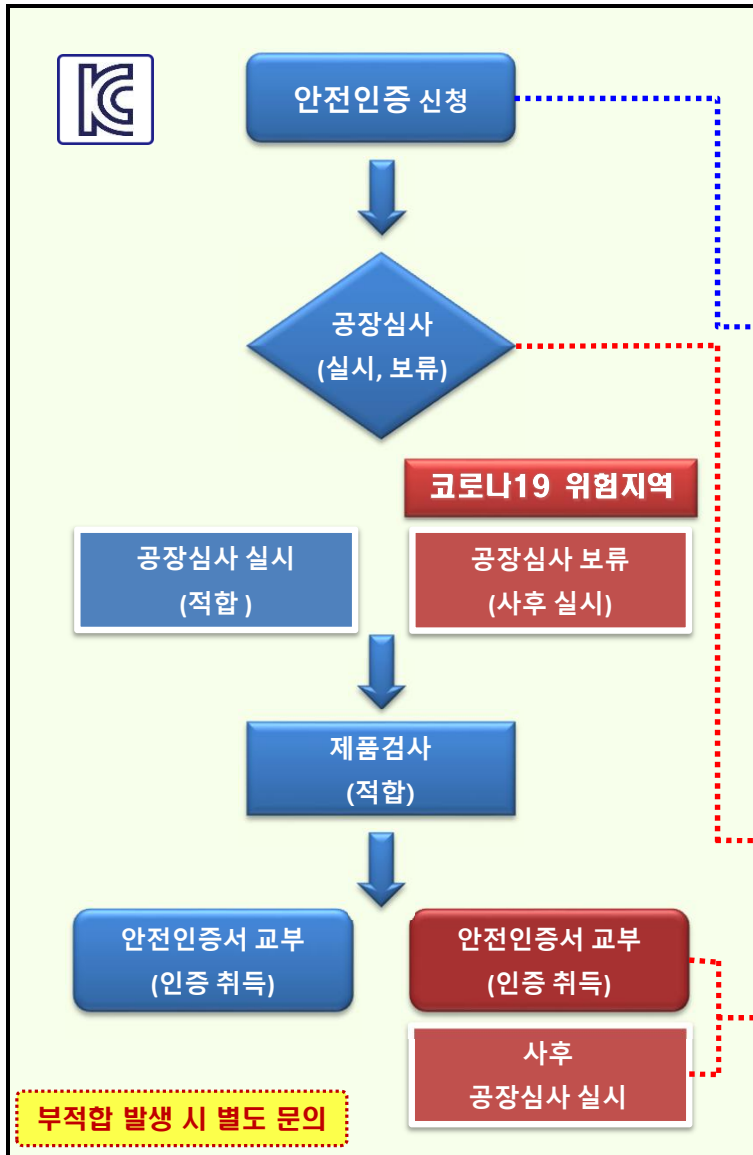 안전인증 신청
공장심사
(실시, 보류)
코로나19 위험지역
공장심사 실시
(적합 )
공장심사 보류
(사후 실시)
제품검사
(적합)
안전인증서 교부
(인증 취득)
안전인증서 교부
(인증 취득)
사후
공장심사 실시
부적합 발생 시 별도 문의